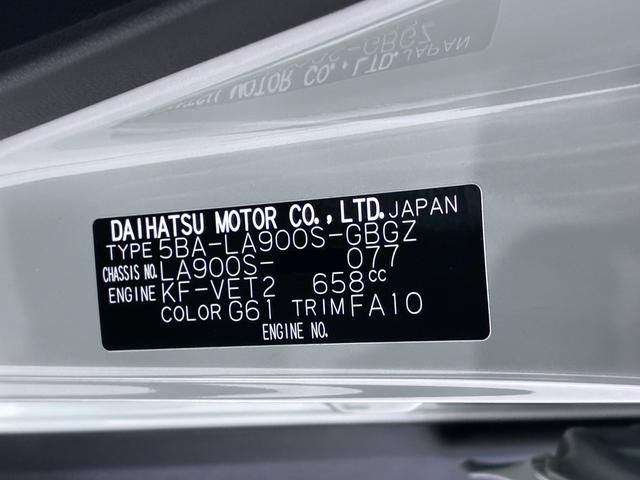 DAIHATSU MOTOR CO.,LTD. JAPAN
TYPE 5BA-LA900S-GBGZ
CHASSIS NO. LA900S- 077
ENGINE KF-VET2 658cc
COLOR G61 TRIM FA10
ENGINE NO.